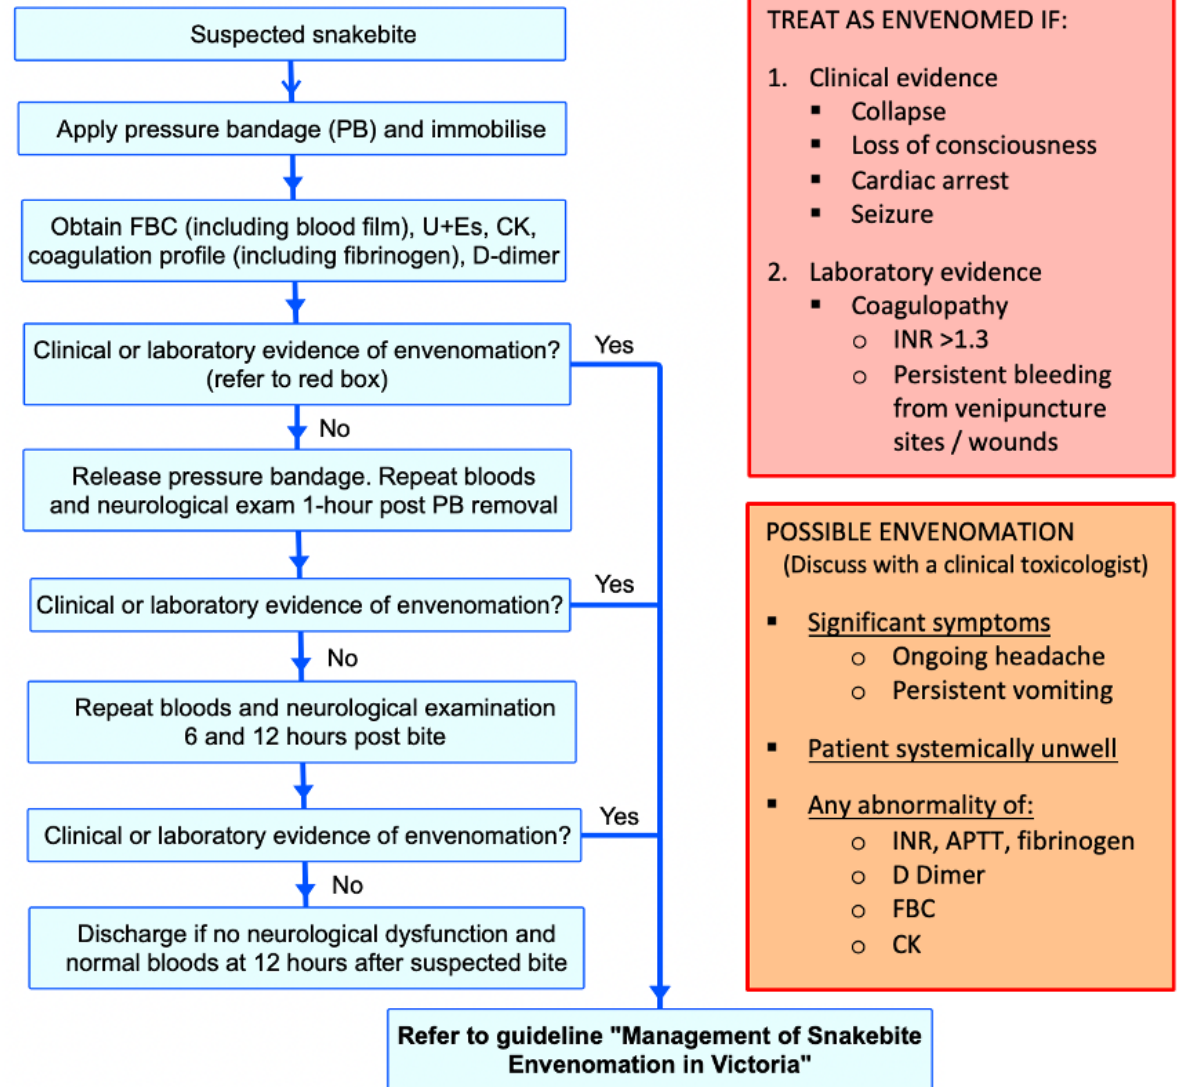 Suspected snakebite
Apply pressure bandage (PB) and immobilise
Obtain FBC (including blood film), U+Es, CK,
coagulation profile (including fibrinogen), D-dimer
Clinical or laboratory evidence of envenomation?
(refer to red box)
Yes
No
Release pressure bandage. Repeat bloods
and neurological exam 1-hour post PB removal
Clinical or laboratory evidence of envenomation?
Yes
No
Repeat bloods and neurological examination
6 and 12 hours post bite
Clinical or laboratory evidence of envenomation?
Yes
No
Discharge if no neurological dysfunction and
normal bloods at 12 hours after suspected bite
Refer to guideline "Management of Snakebite
Envenomation in Victoria"
TREAT AS ENVENOMED IF:
1. Clinical evidence
▪ Collapse
▪ Loss of consciousness
▪ Cardiac arrest
▪ Seizure
2. Laboratory evidence
▪ Coagulopathy
o INR >1.3
o Persistent bleeding
from venipuncture
sites / wounds
POSSIBLE ENVENOMATION
(Discuss with a clinical toxicologist)
▪ Significant symptoms
o Ongoing headache
o Persistent vomiting
▪ Patient systemically unwell
▪ Any abnormality of:
o INR, APTT, fibrinogen
o D Dimer
o FBC
o CK